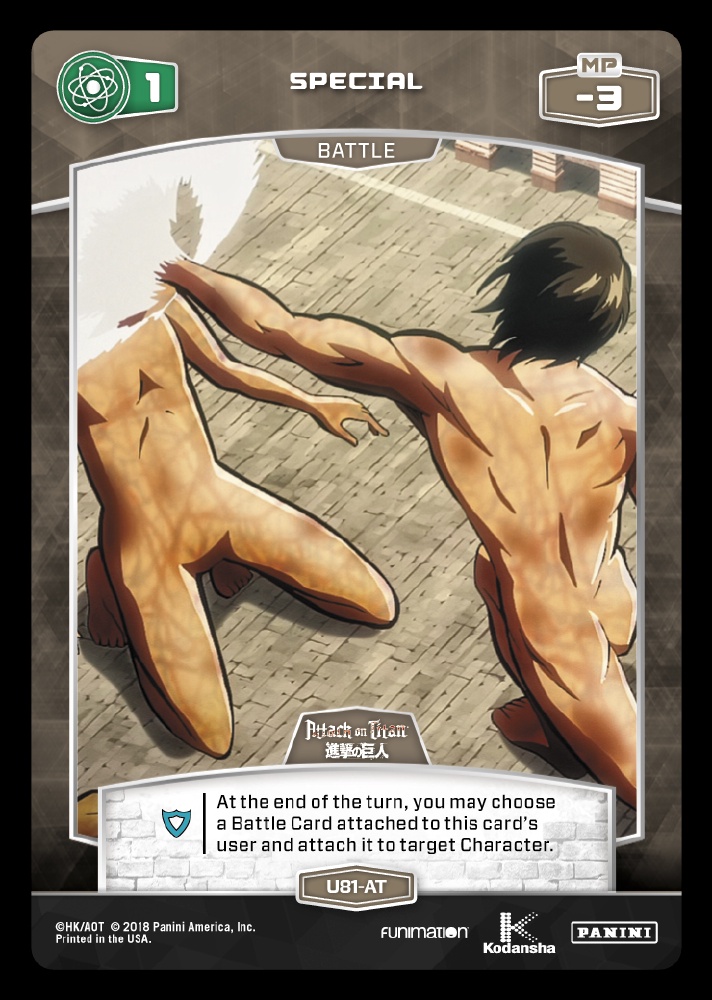 1
SPECIAL
MP
-3
BATTLE
Attack on Titan
進撃の巨人
At the end of the turn, you may choose
a Battle Card attached to this card's
user and attach it to target Character.
U81-AT
©HK/AOT © 2018 Panini America, Inc.
Printed in the USA.
FUNIMATION
K
Kodansha
PANINI